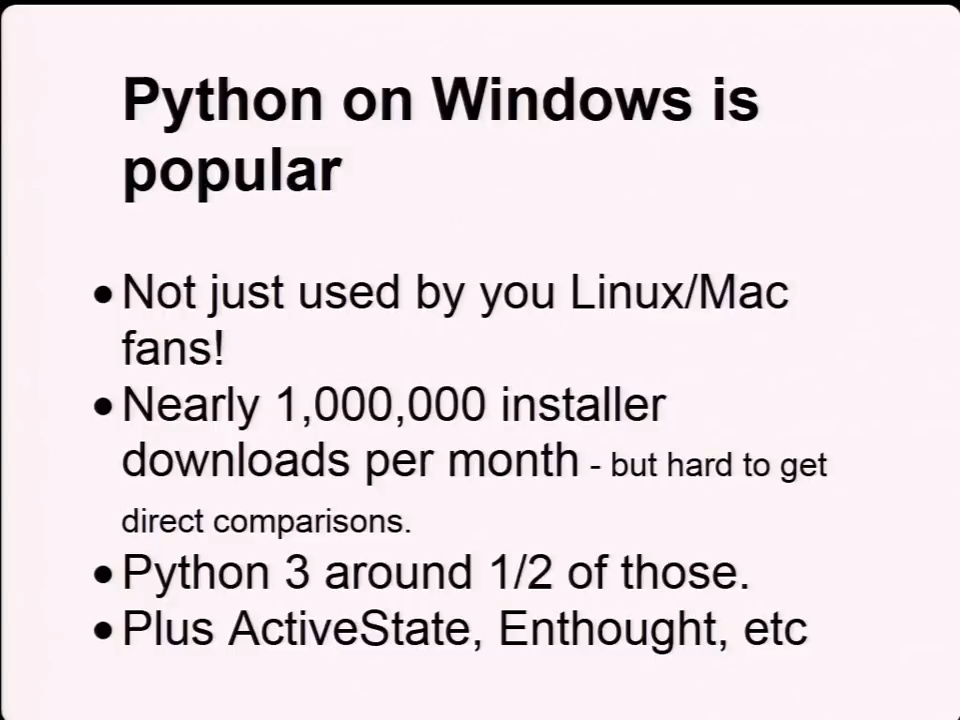 Python on Windows is
popular
• Not just used by you Linux/Mac
fans!
• Nearly 1,000,000 installer
downloads per month - but hard to get
direct comparisons.
• Python 3 around 1/2 of those.
• Plus ActiveState, Enthought, etc